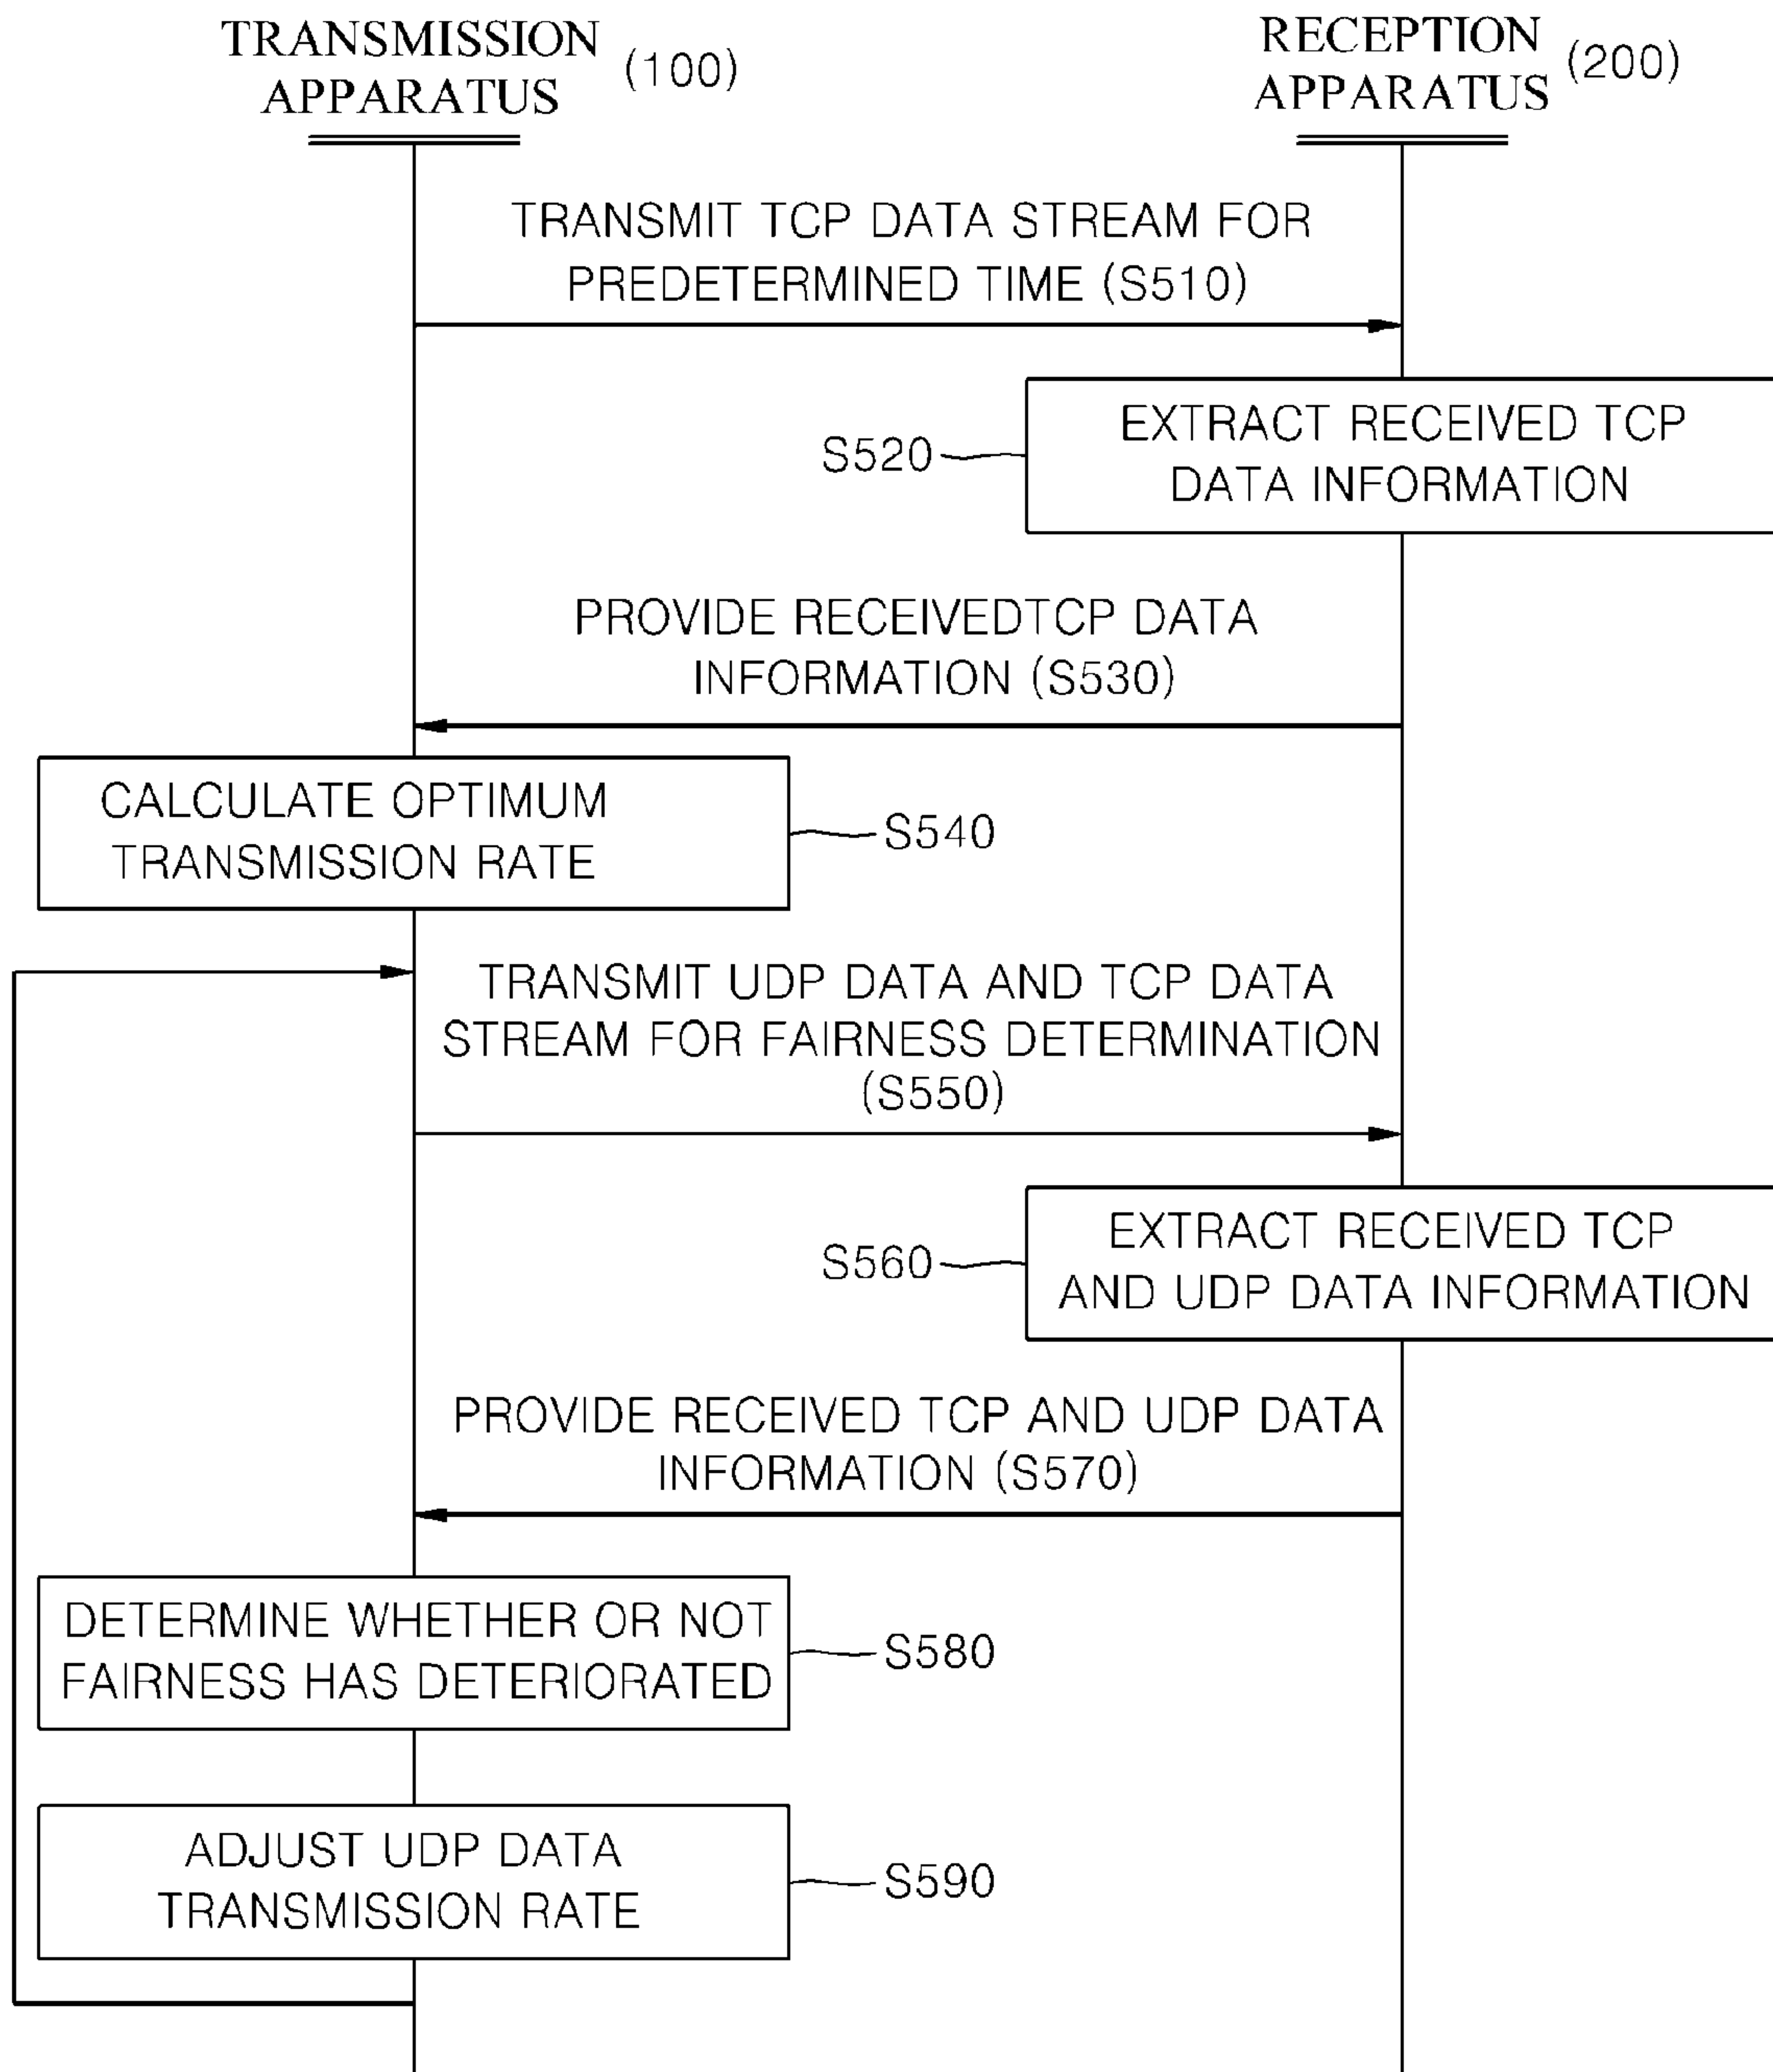 TRANSMISSION
APPARATUS
(100)
RECEPTION
APPARATUS
(200)
TRANSMIT TCP DATA STREAM FOR
PREDETERMINED TIME (S510)
S520
EXTRACT RECEIVED TCP
DATA INFORMATION
PROVIDE RECEIVEDTCP DATA
INFORMATION (S530)
CALCULATE OPTIMUM
TRANSMISSION RATE
S540
TRANSMIT UDP DATA AND TCP DATA
STREAM FOR FAIRNESS DETERMINATION
(S550)
S560
EXTRACT RECEIVED TCP
AND UDP DATA INFORMATION
PROVIDE RECEIVED TCP AND UDP DATA
INFORMATION (S570)
DETERMINE WHETHER OR NOT
FAIRNESS HAS DETERIORATED
S580
ADJUST UDP DATA
TRANSMISSION RATE
S590